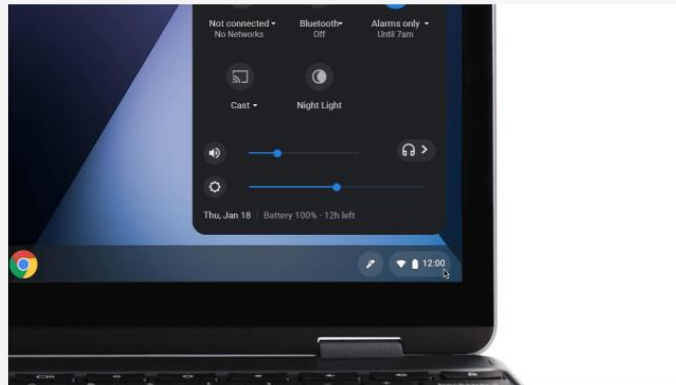 Not connected
Bluetooth
Alarms only
No Networks
Off
Until 7am
Cast
Night Light
Thu, Jan 18 | Battery 100% - 12h left
12:00